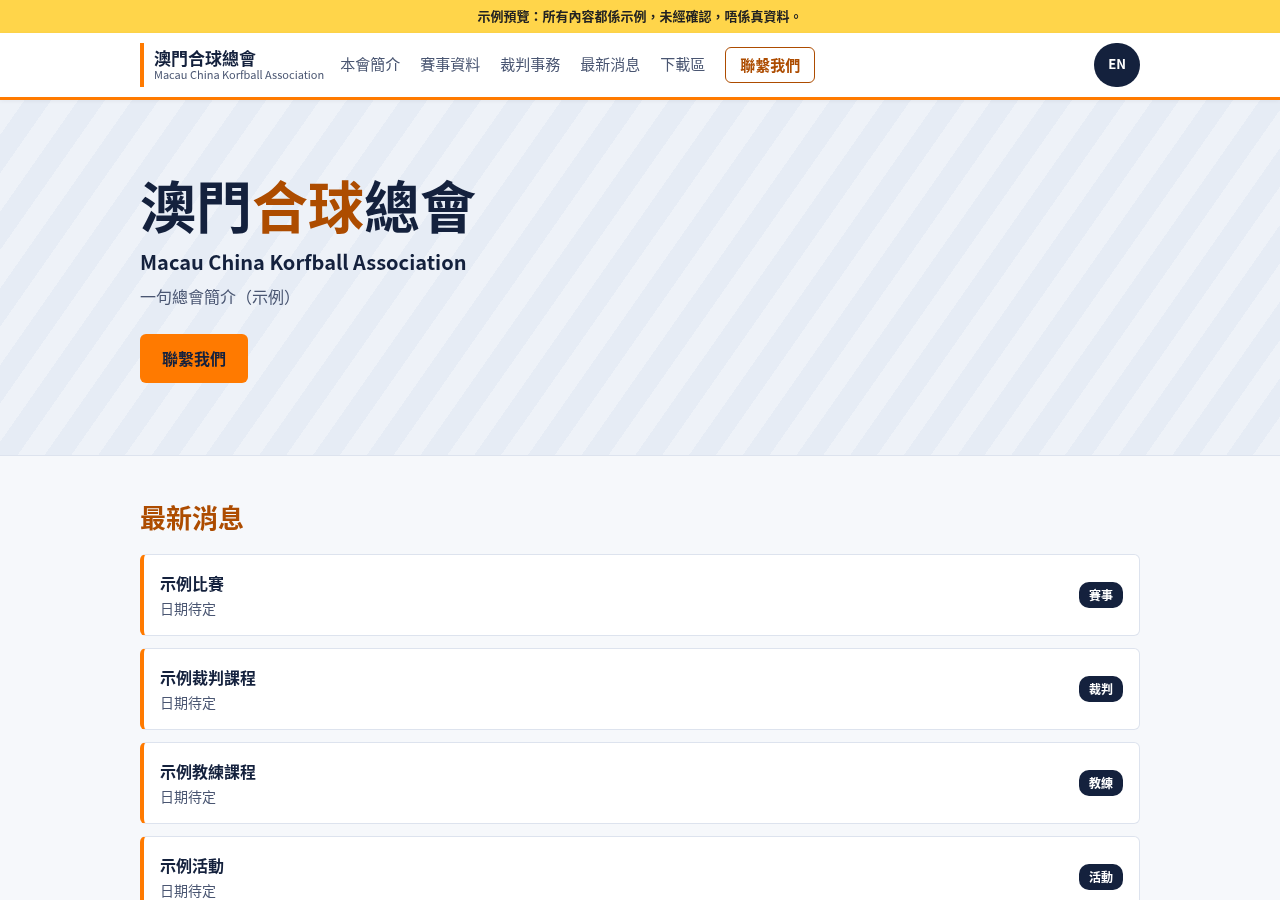 示例預覽：所有內容都係示例，未經確認，唔係真資料。
澳門合球總會
Macau China Korfball Association
本會簡介 賽事資料 裁判事務 最新消息 下載區 聯繫我們
EN
澳門合球總會
Macau China Korfball Association
一句總會簡介（示例）
聯繫我們
最新消息
示例比賽
日期待定
賽事
示例裁判課程
日期待定
裁判
示例教練課程
日期待定
教練
示例活動
日期待定
活動